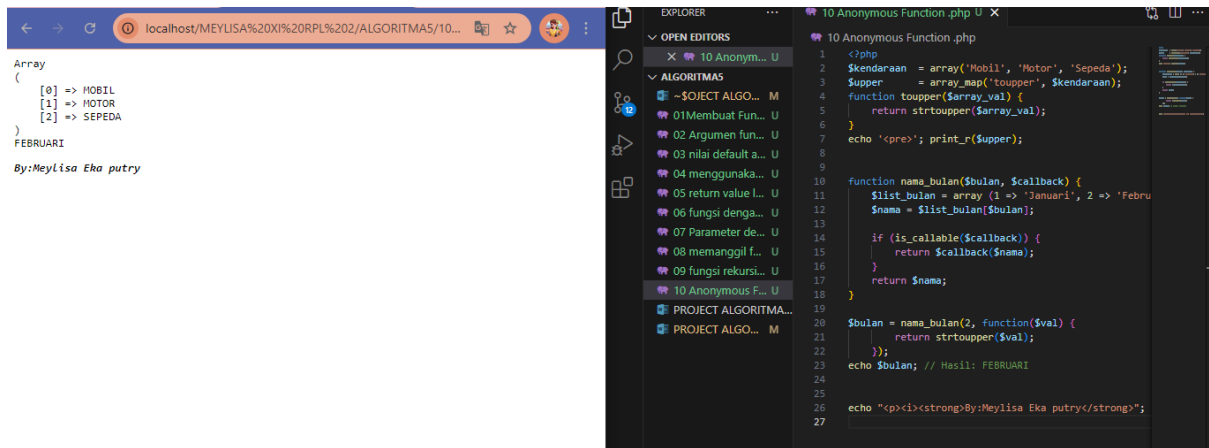 localhost/MEYLISA%20XI%20RPL%202/ALGORITMA5/10...
Array
(
[0] => MOBIL
[1] => MOTOR
[2] => SEPEDA
)
FEBRUARI
By:Meylisa Eka putry
EXPLORER ...
OPEN EDITORS
10 Anonym... U
ALGORITMA5
~$OJECT ALGO... M
01Membuat Fun... U
02 Argumen fun... U
03 nilai default a... U
04 menggunaka... U
05 return value l... U
06 fungsi denga... U
07 Parameter de... U
08 memanggil f... U
09 fungsi rekursi... U
10 Anonymous F... U
PROJECT ALGORITMA...
PROJECT ALGO... M
12
10 Anonymous Function .php U
10 Anonymous Function .php
1 <?php
2 $kendaraan = array('Mobil', 'Motor', 'Sepeda');
3 $upper = array_map('toupper', $kendaraan);
4 function toupper($array_val) {
5 return strtoupper($array_val);
6 }
7 echo '<pre>'; print_r($upper);
8
9
10 function nama_bulan($bulan, $callback) {
11 $list_bulan = array (1 => 'Januari', 2 => 'Febru
12 $nama = $list_bulan[$bulan];
13
14 if (is_callable($callback)) {
15 return $callback($nama);
16 }
17 return $nama;
18 }
19
20 $bulan = nama_bulan(2, function($val) {
21 return strtoupper($val);
22 });
23 echo $bulan; // Hasil: FEBRUARI
24
25
26 echo "<p><i><strong>By:Meylisa Eka putry</strong>";
27